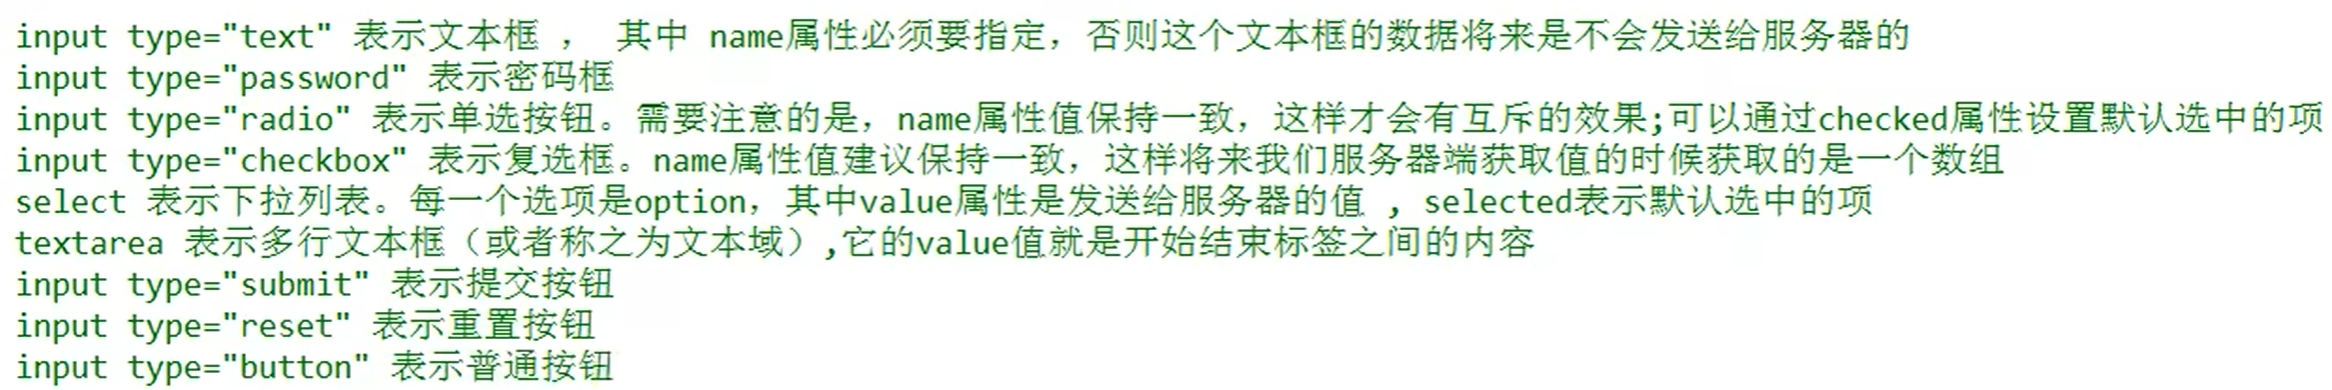 input type="text" 表示文本框 ， 其中 name属性必须要指定，否则这个文本框的数据将来是不会发送给服务器的
input type="password" 表示密码框
input type="radio" 表示单选按钮。需要注意的是，name属性值保持一致，这样才会有互斥的效果;可以通过checked属性设置默认选中的项
input type="checkbox" 表示复选框。name属性值建议保持一致，这样将来我们服务器端获取值的时候获取的是一个数组
select 表示下拉列表。每一个选项是option，其中value属性是发送给服务器的值 , selected表示默认选中的项
textarea 表示多行文本框（或者称之为文本域）,它的value值就是开始结束标签之间的内容
input type="submit" 表示提交按钮
input type="reset" 表示重置按钮
input type="button" 表示普通按钮